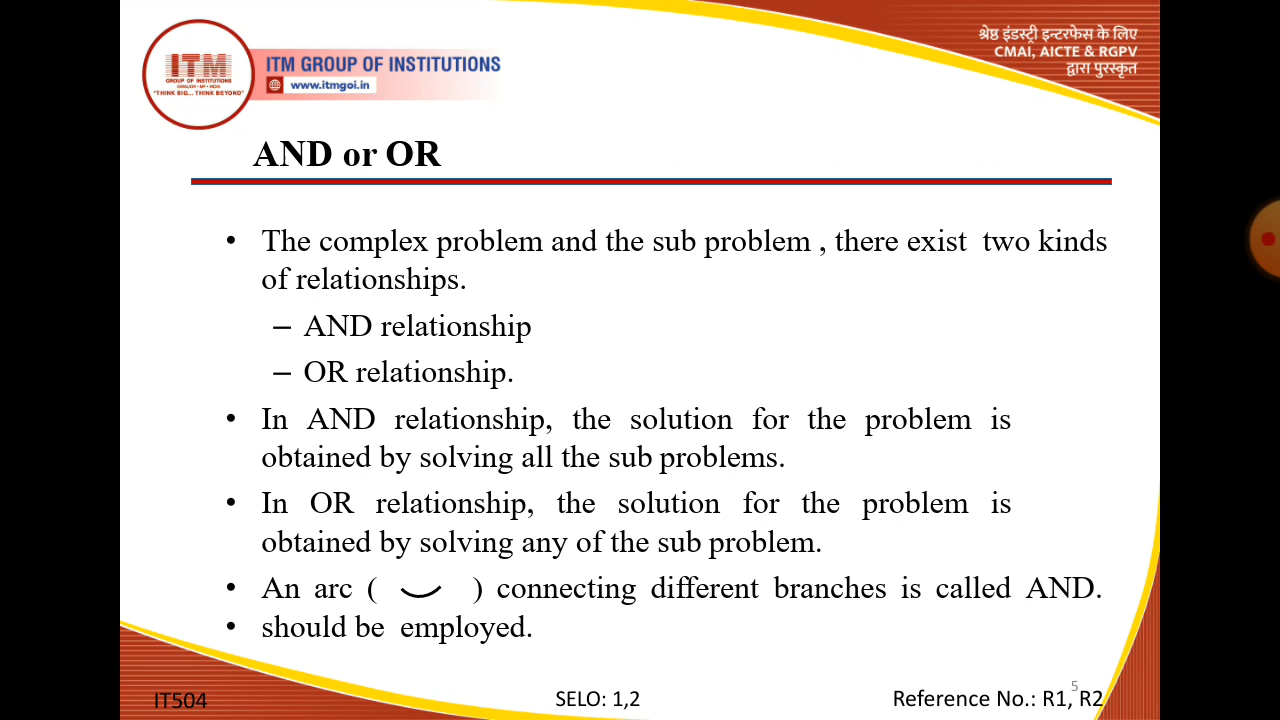 ITM
GROUP OF INSTITUTIONS
GWALIOR • MP • INDIA
"THINK BIG... THINK BEYOND"
ITM GROUP OF INSTITUTIONS
www.itmgoi.in
श्रेष्ठ इंडस्ट्री इन्टरफेस के लिए
CMAI, AICTE & RGPV
द्वारा पुरस्कृत
AND or OR
• The complex problem and the sub problem , there exist two kinds
of relationships.
– AND relationship
– OR relationship.
• In AND relationship, the solution for the problem is
obtained by solving all the sub problems.
• In OR relationship, the solution for the problem is
obtained by solving any of the sub problem.
• An arc ( ) connecting different branches is called AND.
• should be employed.
IT504
SELO: 1,2
5
Reference No.: R1, R2